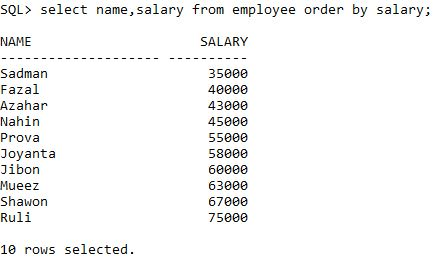 SQL> select name,salary from employee order by salary;
NAME                     SALARY
-------------------- ----------
Sadman                    35000
Fazal                     40000
Azahar                    43000
Nahin                     45000
Prova                     55000
Joyanta                   58000
Jibon                     60000
Mueez                     63000
Shawon                    67000
Ruli                      75000
10 rows selected.